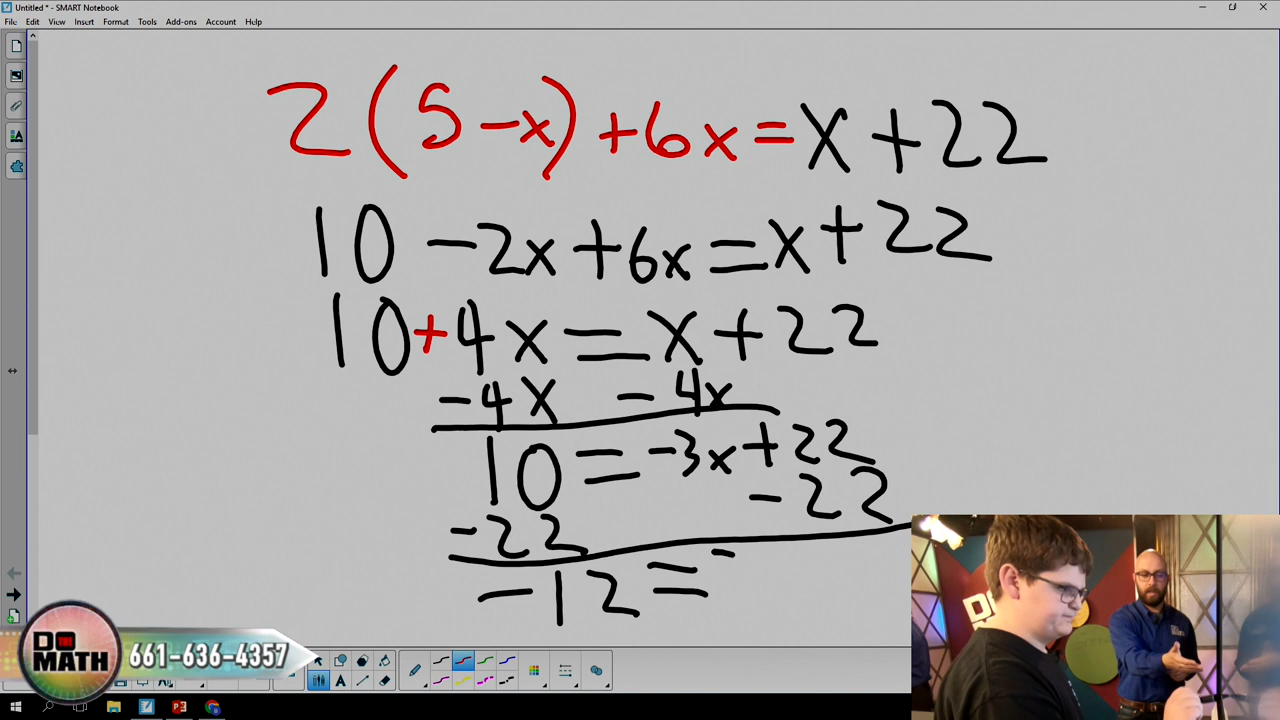 Untitled * - SMART Notebook
File Edit View Insert Format Tools Add-ons Account Help
2(5-x)+6x=x+22
10-2x+6x=x+22
10+4x=x+22
-4x -4x
10=-3x+22
-22 -22
-12=-
DO THE MATH 661-636-4357